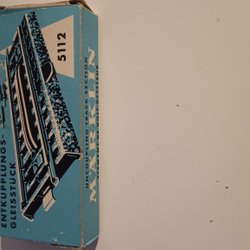 ENTKUPPLUNGS-
GLEISSTÜCK
5112
MÄRKLIN